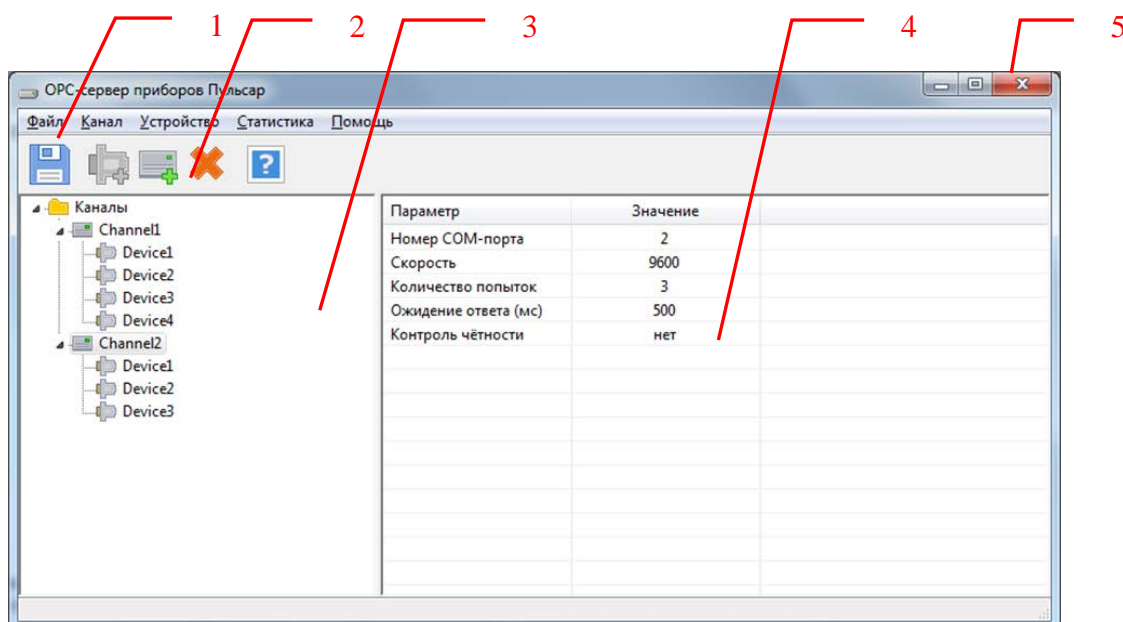 1 2 3 4 5
OPC-сервер приборов Пульсар
Файл Канал Устройство Статистика Помощь
Каналы
Channel1
Device1
Device2
Device3
Device4
Channel2
Device1
Device2
Device3
Параметр Значение
Номер COM-порта 2
Скорость 9600
Количество попыток 3
Ожидение ответа (мс) 500
Контроль чётности нет